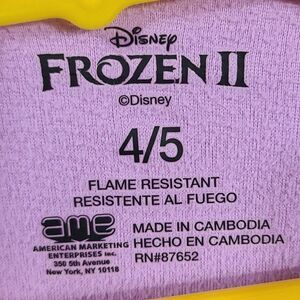 Disney
FROZEN II
©Disney
4/5
FLAME RESISTANT
RESISTENTE AL FUEGO
ame
AMERICAN MARKETING
ENTERPRISES Inc.
350 5th Avenue
New York, NY 10118
MADE IN CAMBODIA
HECHO EN CAMBODIA
RN#87652